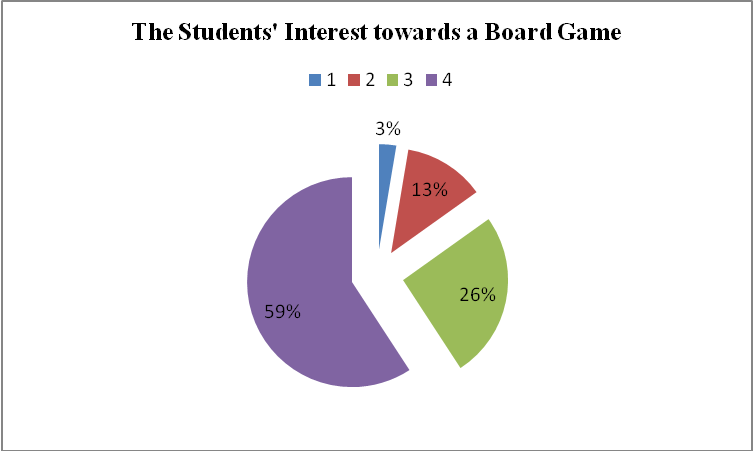 The Students' Interest towards a Board Game
1 2 3 4
3%
13%
26%
59%